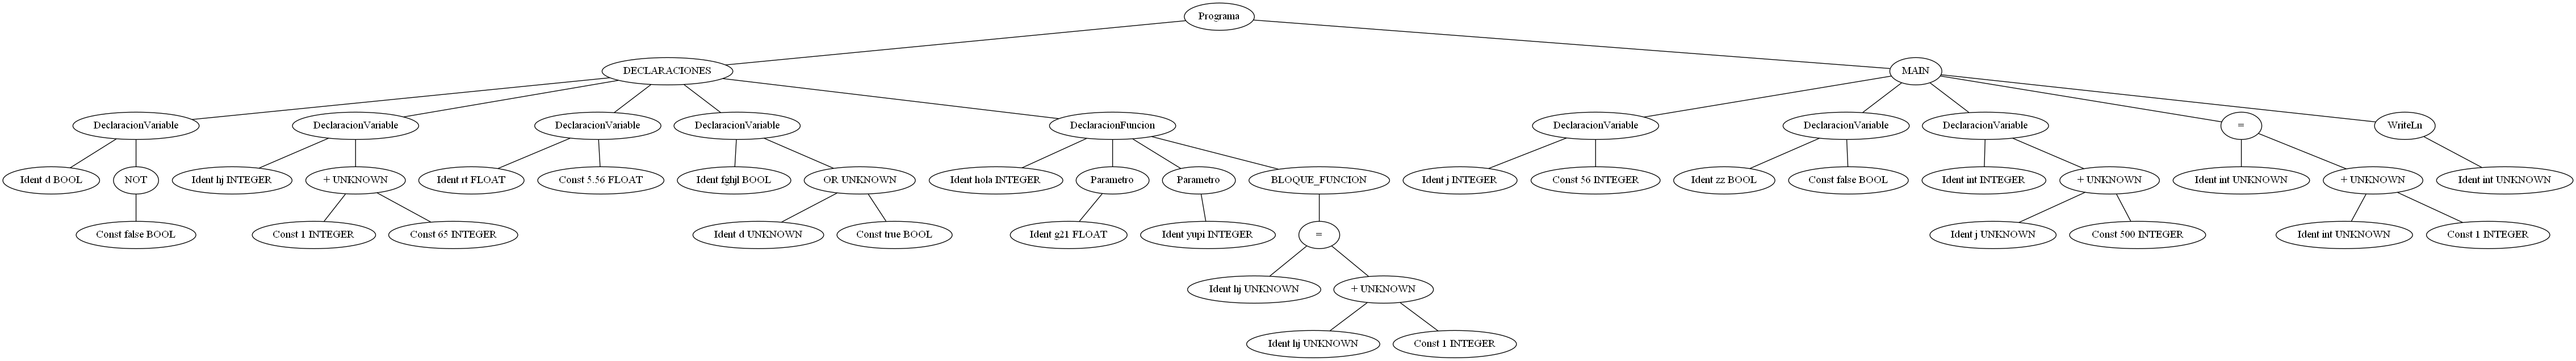 Programa
DECLARACIONES
MAIN
DeclaracionVariable
DeclaracionVariable
DeclaracionVariable
DeclaracionVariable
DeclaracionFuncion
DeclaracionVariable
DeclaracionVariable
DeclaracionVariable
=
WriteLn
Ident d BOOL
NOT
Ident hj INTEGER
+ UNKNOWN
Ident rt FLOAT
Const 5.56 FLOAT
Ident fghjl BOOL
OR UNKNOWN
Ident hola INTEGER
Parametro
Parametro
BLOQUE_FUNCION
Ident j INTEGER
Const 56 INTEGER
Ident zz BOOL
Const false BOOL
Ident int INTEGER
+ UNKNOWN
Ident int UNKNOWN
+ UNKNOWN
Ident int UNKNOWN
Const false BOOL
Const 1 INTEGER
Const 65 INTEGER
Ident d UNKNOWN
Const true BOOL
Ident g21 FLOAT
Ident yupi INTEGER
=
Ident j UNKNOWN
Const 500 INTEGER
Ident int UNKNOWN
Const 1 INTEGER
Ident hj UNKNOWN
+ UNKNOWN
Ident hj UNKNOWN
Const 1 INTEGER